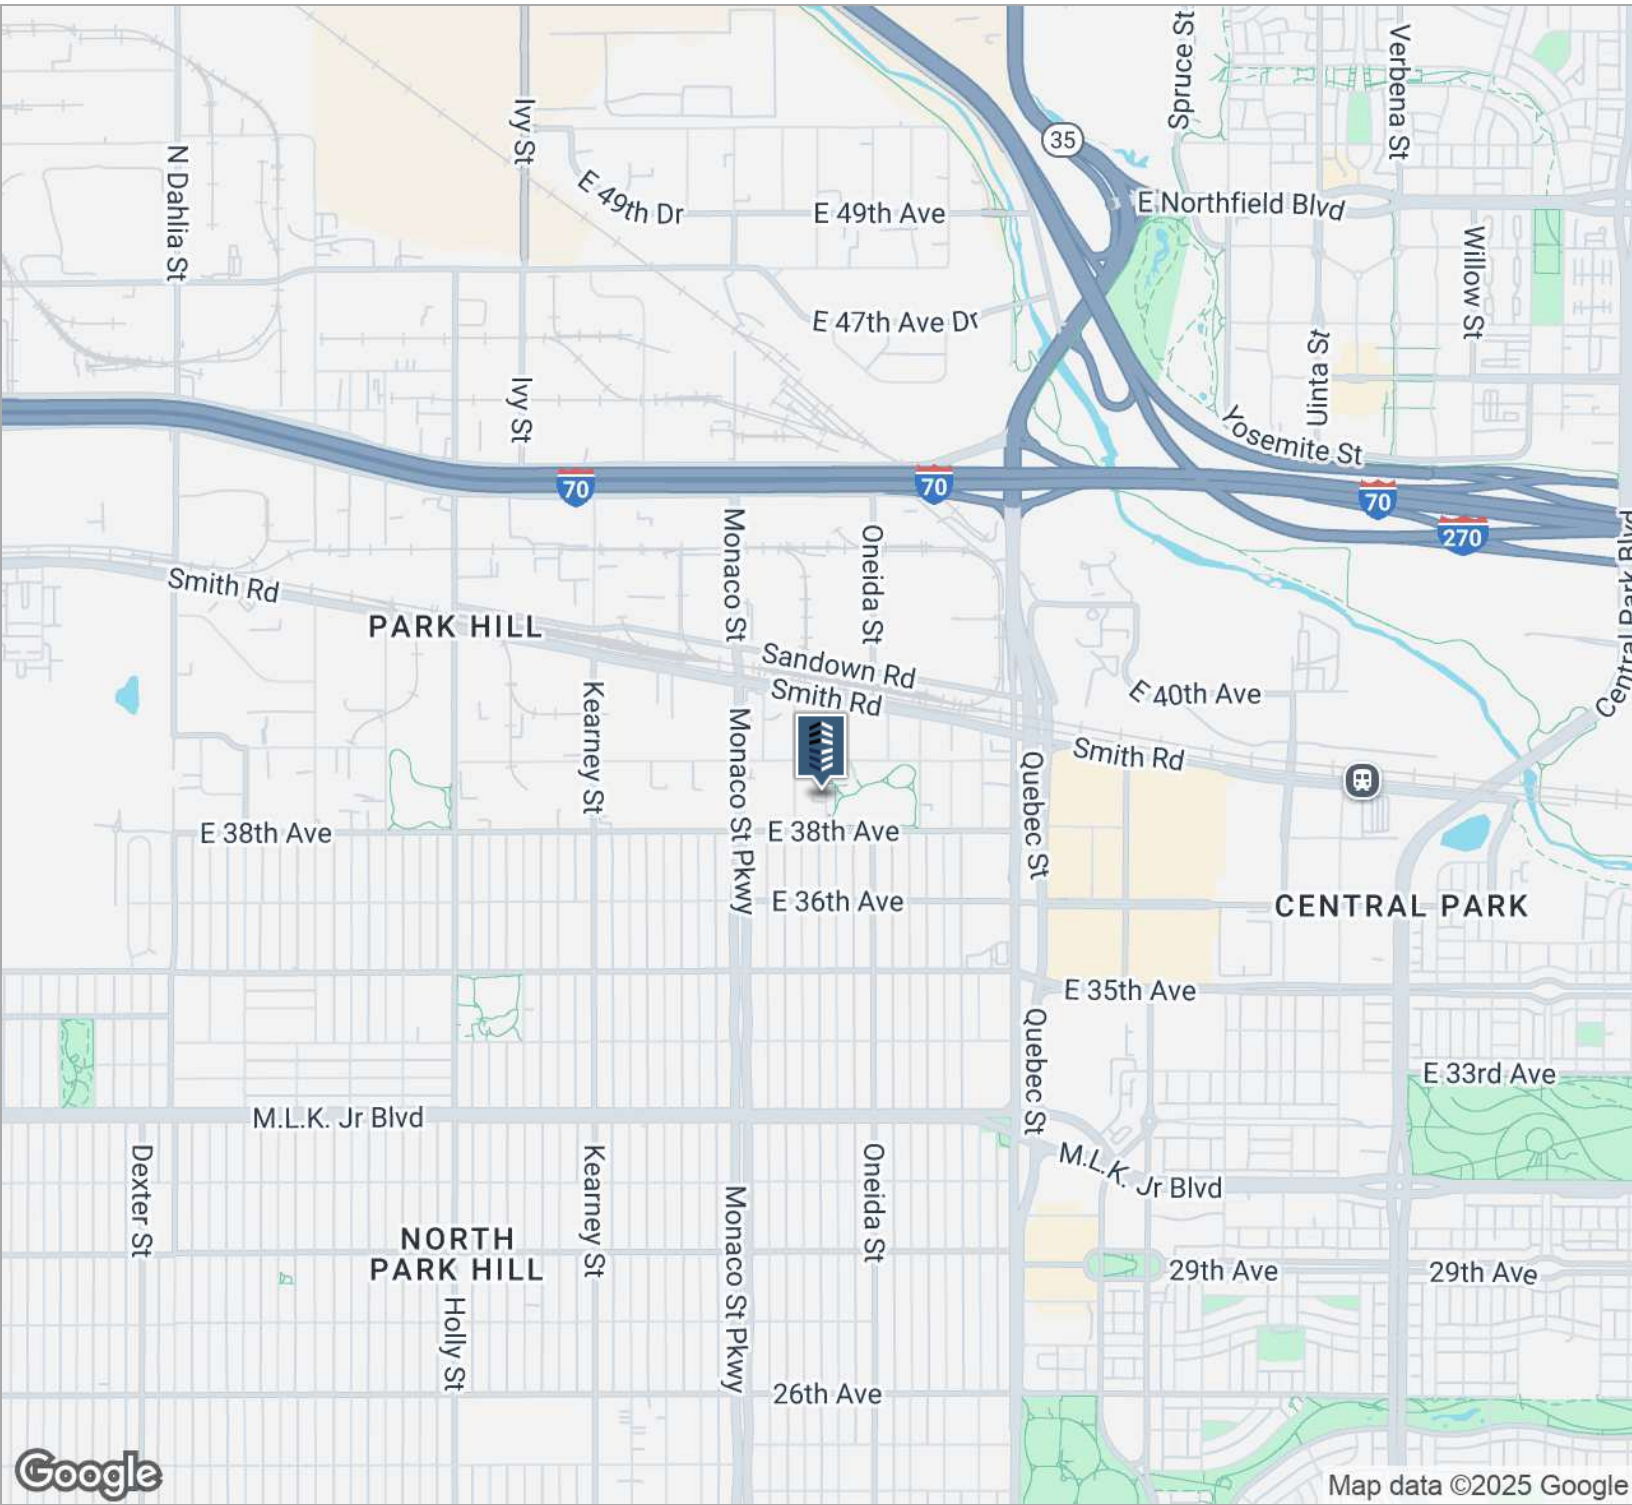 Spruce St
Verbena St
Ivy St
35
N Dahlia St
E 49th Dr
E 49th Ave
E Northfield Blvd
Willow St
E 47th Ave Dr
Uinta St
Ivy St
Yosemite St
70
70
70
270
Monaco St
Oneida St
Central Park Blvd
Smith Rd
PARK HILL
Sandown Rd
Smith Rd
E 40th Ave
Kearney St
Monaco St Pkwy
Quebec St
Smith Rd
E 38th Ave
E 38th Ave
E 36th Ave
CENTRAL PARK
E 35th Ave
Quebec St
E 33rd Ave
M.L.K. Jr Blvd
M.L.K. Jr Blvd
Dexter St
Kearney St
Oneida St
Monaco St Pkwy
NORTH
PARK HILL
29th Ave
29th Ave
Holly St
26th Ave
Google
Map data ©2025 Google